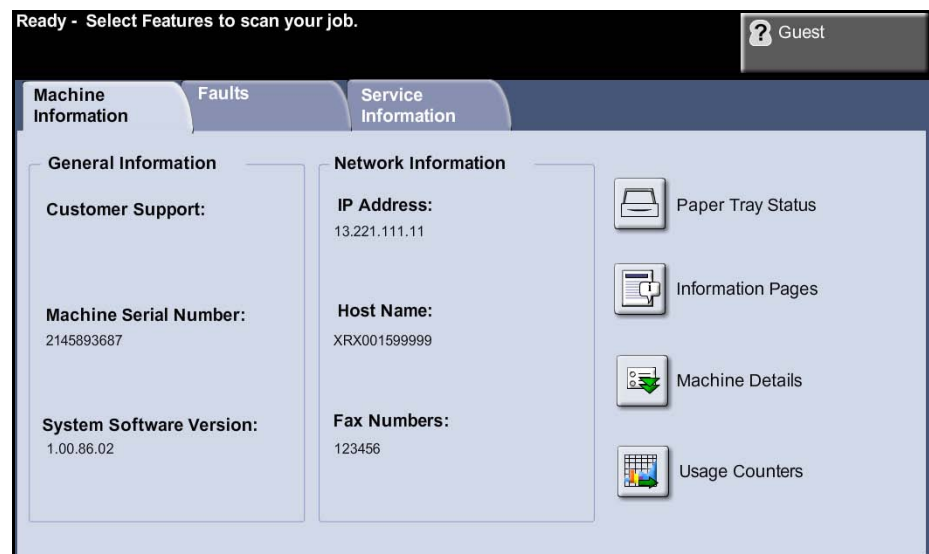 Ready - Select Features to scan your job.
Guest
Machine
Information
Faults
Service
Information
General Information
Customer Support:
Machine Serial Number:
2145893687
System Software Version:
1.00.86.02
Network Information
IP Address:
13.221.111.11
Host Name:
XRX001599999
Fax Numbers:
123456
Paper Tray Status
Information Pages
Machine Details
Usage Counters